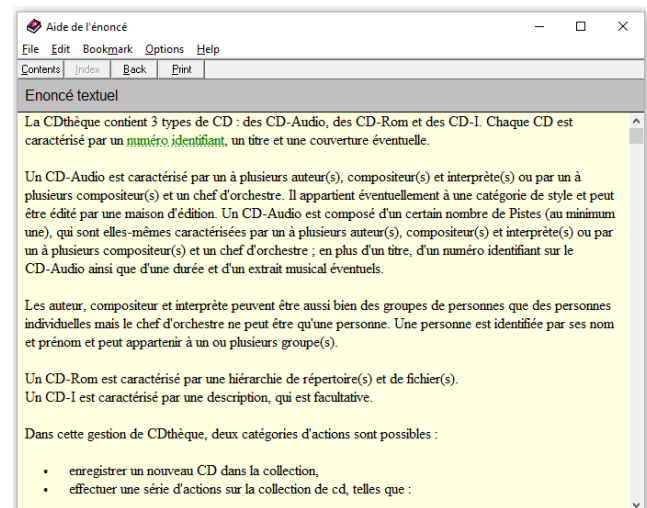 Aide de l'énoncé
File Edit Bookmark Options Help
Contents Index Back Print
Enoncé textuel
La CDthèque contient 3 types de CD : des CD-Audio, des CD-Rom et des CD-I. Chaque CD est
caractérisé par un numéro identifiant, un titre et une couverture éventuelle.
Un CD-Audio est caractérisé par un à plusieurs auteur(s), compositeur(s) et interprète(s) ou par un à
plusieurs compositeur(s) et un chef d'orchestre. Il appartient éventuellement à une catégorie de style et peut
être édité par une maison d'édition. Un CD-Audio est composé d'un certain nombre de Pistes (au minimum
une), qui sont elles-mêmes caractérisées par un à plusieurs auteur(s), compositeur(s) et interprète(s) ou par
un à plusieurs compositeur(s) et un chef d'orchestre ; en plus d'un titre, d'un numéro identifiant sur le
CD-Audio ainsi que d'une durée et d'un extrait musical éventuels.
Les auteur, compositeur et interprète peuvent être aussi bien des groupes de personnes que des personnes
individuelles mais le chef d'orchestre ne peut être qu'une personne. Une personne est identifiée par ses nom
et prénom et peut appartenir à un ou plusieurs groupe(s).
Un CD-Rom est caractérisé par une hiérarchie de répertoire(s) et de fichier(s).
Un CD-I est caractérisé par une description, qui est facultative.
Dans cette gestion de CDthèque, deux catégories d'actions sont possibles :
• enregistrer un nouveau CD dans la collection,
• effectuer une série d'actions sur la collection de cd, telles que :